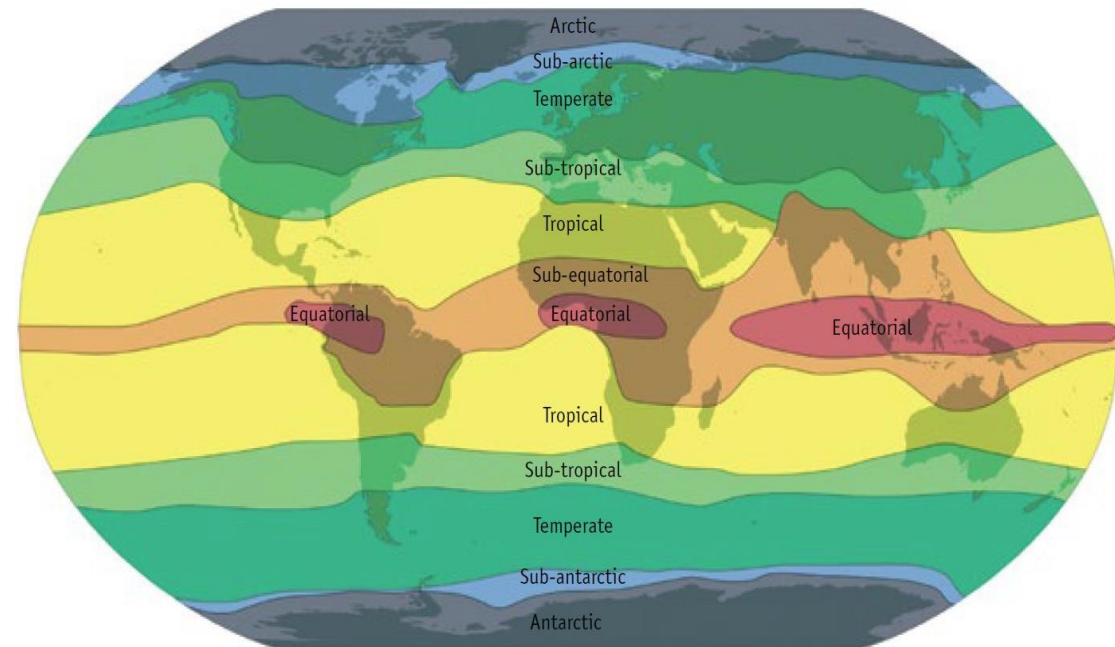 Arctic
Sub-arctic
Temperate
Sub-tropical
Tropical
Sub-equatorial
Equatorial
Equatorial
Equatorial
Tropical
Sub-tropical
Temperate
Sub-antarctic
Antarctic